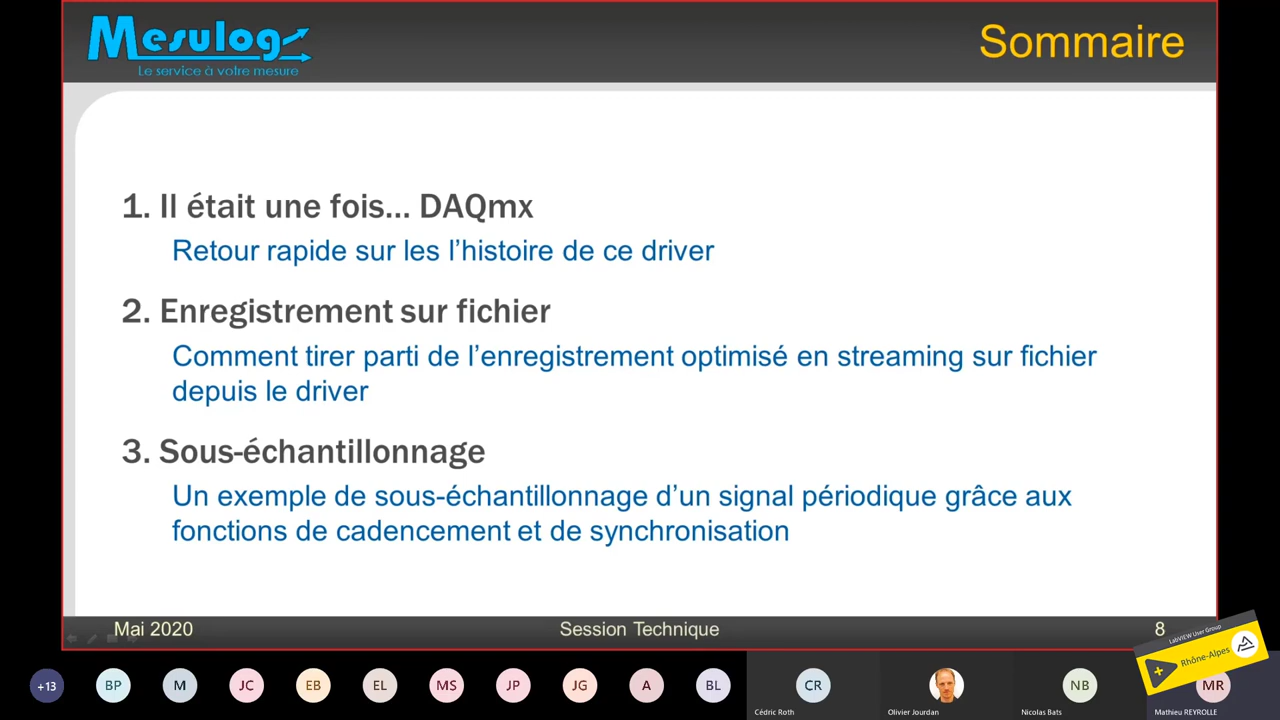 Mesulog
Le service à votre mesure
Sommaire
1. Il était une fois... DAQmx
Retour rapide sur les l'histoire de ce driver
2. Enregistrement sur fichier
Comment tirer parti de l'enregistrement optimisé en streaming sur fichier
depuis le driver
3. Sous-échantillonnage
Un exemple de sous-échantillonnage d'un signal périodique grâce aux
fonctions de cadencement et de synchronisation
Mai 2020
Session Technique
8
LabVIEW User Group
Rhône-Alpes
+13
BP
M
JC
EB
EL
MS
JP
JG
A
BL
CR
NB
MR
Cédric Roth
Olivier Jourdan
Nicolas Bats
Mathieu REYROLLE